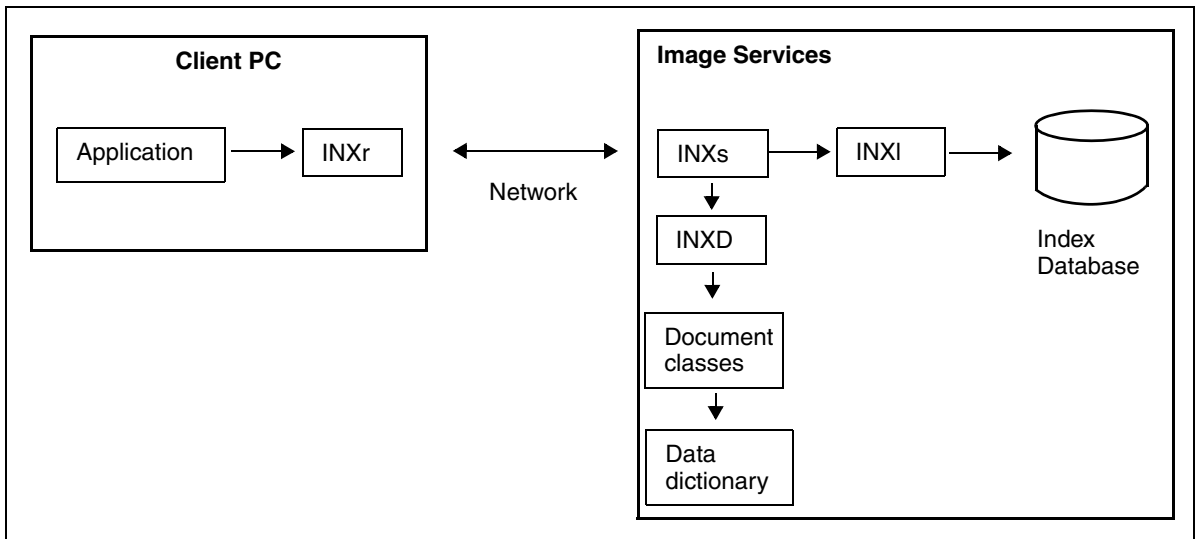 Client PC
Application
INXr
Network
Image Services
INXs
INXl
INXD
Index
Database
Document
classes
Data
dictionary